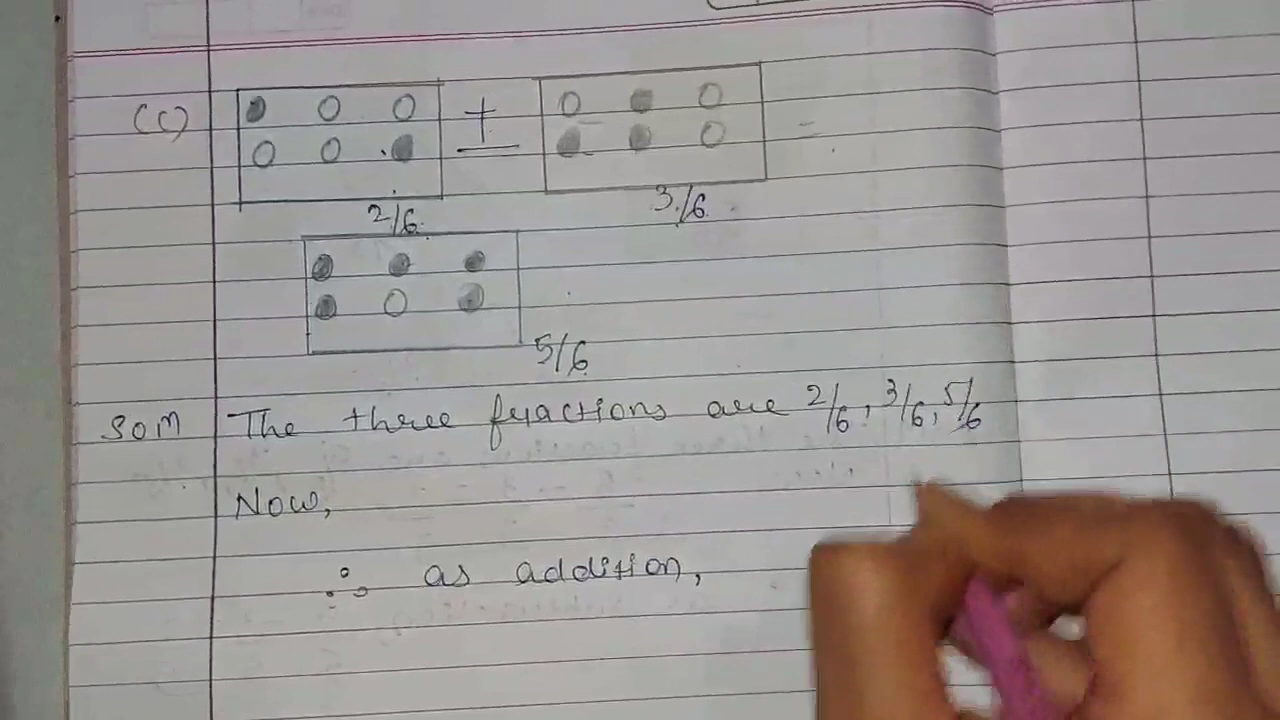 (c) + =
2/6 3/6
5/6
Som The three fractions are 2/6, 3/6, 5/6
Now,
∴ as addition,